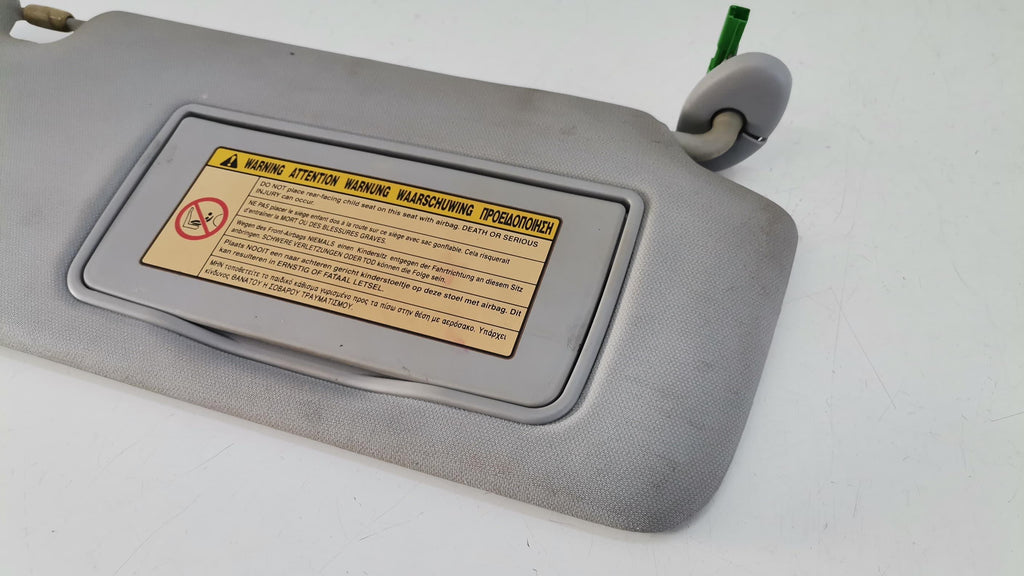 WARNING ATTENTION WARNUNG WAARSCHUWING ΠΡΟΕΙΔΟΠΟΙΗΣΗ
DO NOT place rear-facing child seat on this seat with airbag. DEATH OR SERIOUS
INJURY can occur.
NE PAS placer le siège enfant dos à la route sur ce siège avec sac gonflable. Cela risquerait
d'entraîner la MORT OU DES BLESSURES GRAVES.
Wegen des Front-Airbags NIEMALS einen Kindersitz entgegen der Fahrtrichtung an diesem Sitz
anbringen. SCHWERE VERLETZUNGEN ODER TOD können die Folge sein.
Plaats NOOIT een naar achteren gericht kinderstoeltje op deze stoel met airbag. Dit
kan resulteren in ERNSTIG OF FATAAL LETSEL.
ΜΗΝ τοποθετείτε το παιδικό κάθισμα γυρισμένο προς τα πίσω στην θέση με αερόσακο. Υπάρχει
κίνδυνος ΘΑΝΑΤΟΥ Η ΣΟΒΑΡΟΥ ΤΡΑΥΜΑΤΙΣΜΟΥ.